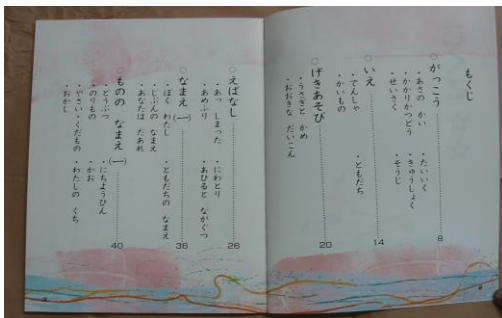 もくじ
○がっこう 8
・あさの かい ・たいいく
・かかりかつどう ・きゅうしょく
・せいさく ・そうじ
○いえ 14
・てんしゃ ・ともだち
・かいもの
○げきあそび 20
・うさぎと かめ
・おおきな だいこん
○えばなし 26
・あっ しまった ・にわとり
・あめふり ・あひると ながぐつ
○なまえ(一) 36
・ぼく わたし ・ともだちの なまえ
・じぶんの なまえ
・あなたは だあれ
○ものの なまえ(一) 40
・どうぶつ ・にちようひん
・のりもの ・かお
・やさい・くだもの ・わたしの くち
・おかし